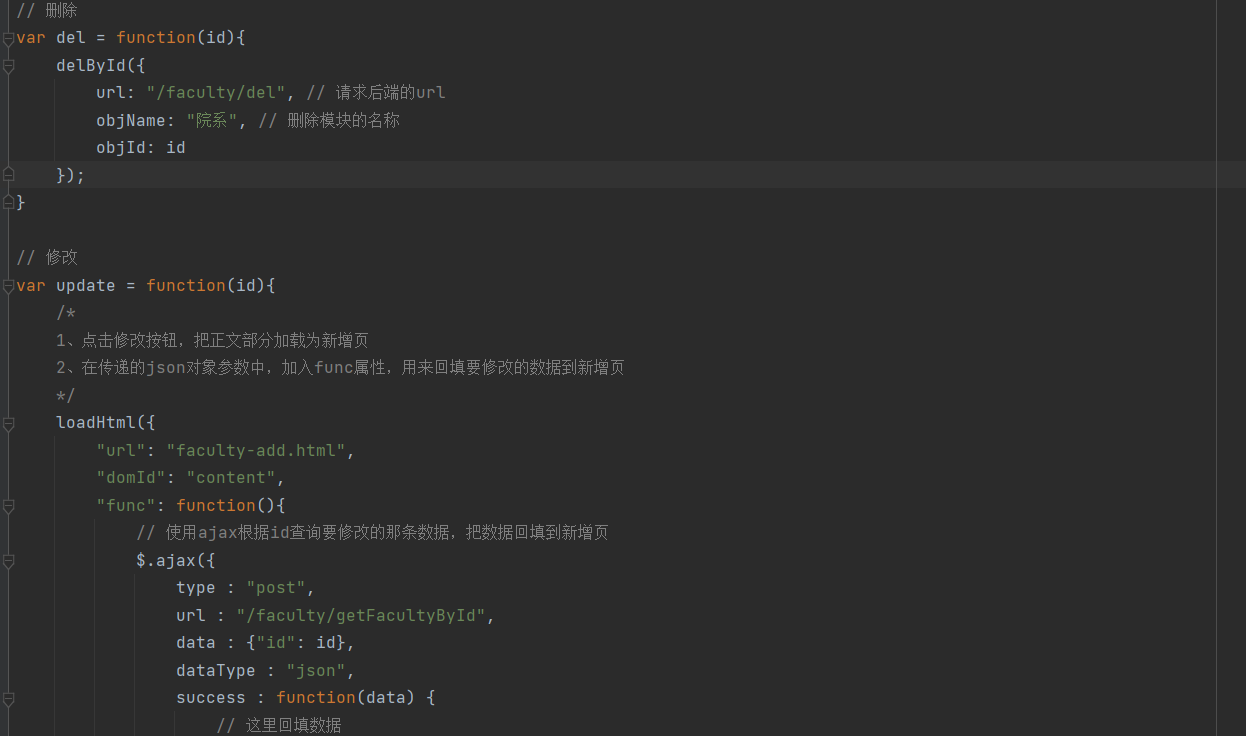 // 删除
var del = function(id){
    delById({
        url: "/faculty/del", // 请求后端的url
        objName: "院系", // 删除模块的名称
        objId: id
    });
}

// 修改
var update = function(id){
    /*
    1、点击修改按钮，把正文部分加载为新增页
    2、在传递的json对象参数中，加入func属性，用来回填要修改的数据到新增页
    */
    loadHtml({
        "url": "faculty-add.html",
        "domId": "content",
        "func": function(){
            // 使用ajax根据id查询要修改的那条数据，把数据回填到新增页
            $.ajax({
                type : "post",
                url : "/faculty/getFacultyById",
                data : {"id": id},
                dataType : "json",
                success : function(data) {
                    // 这里回填数据